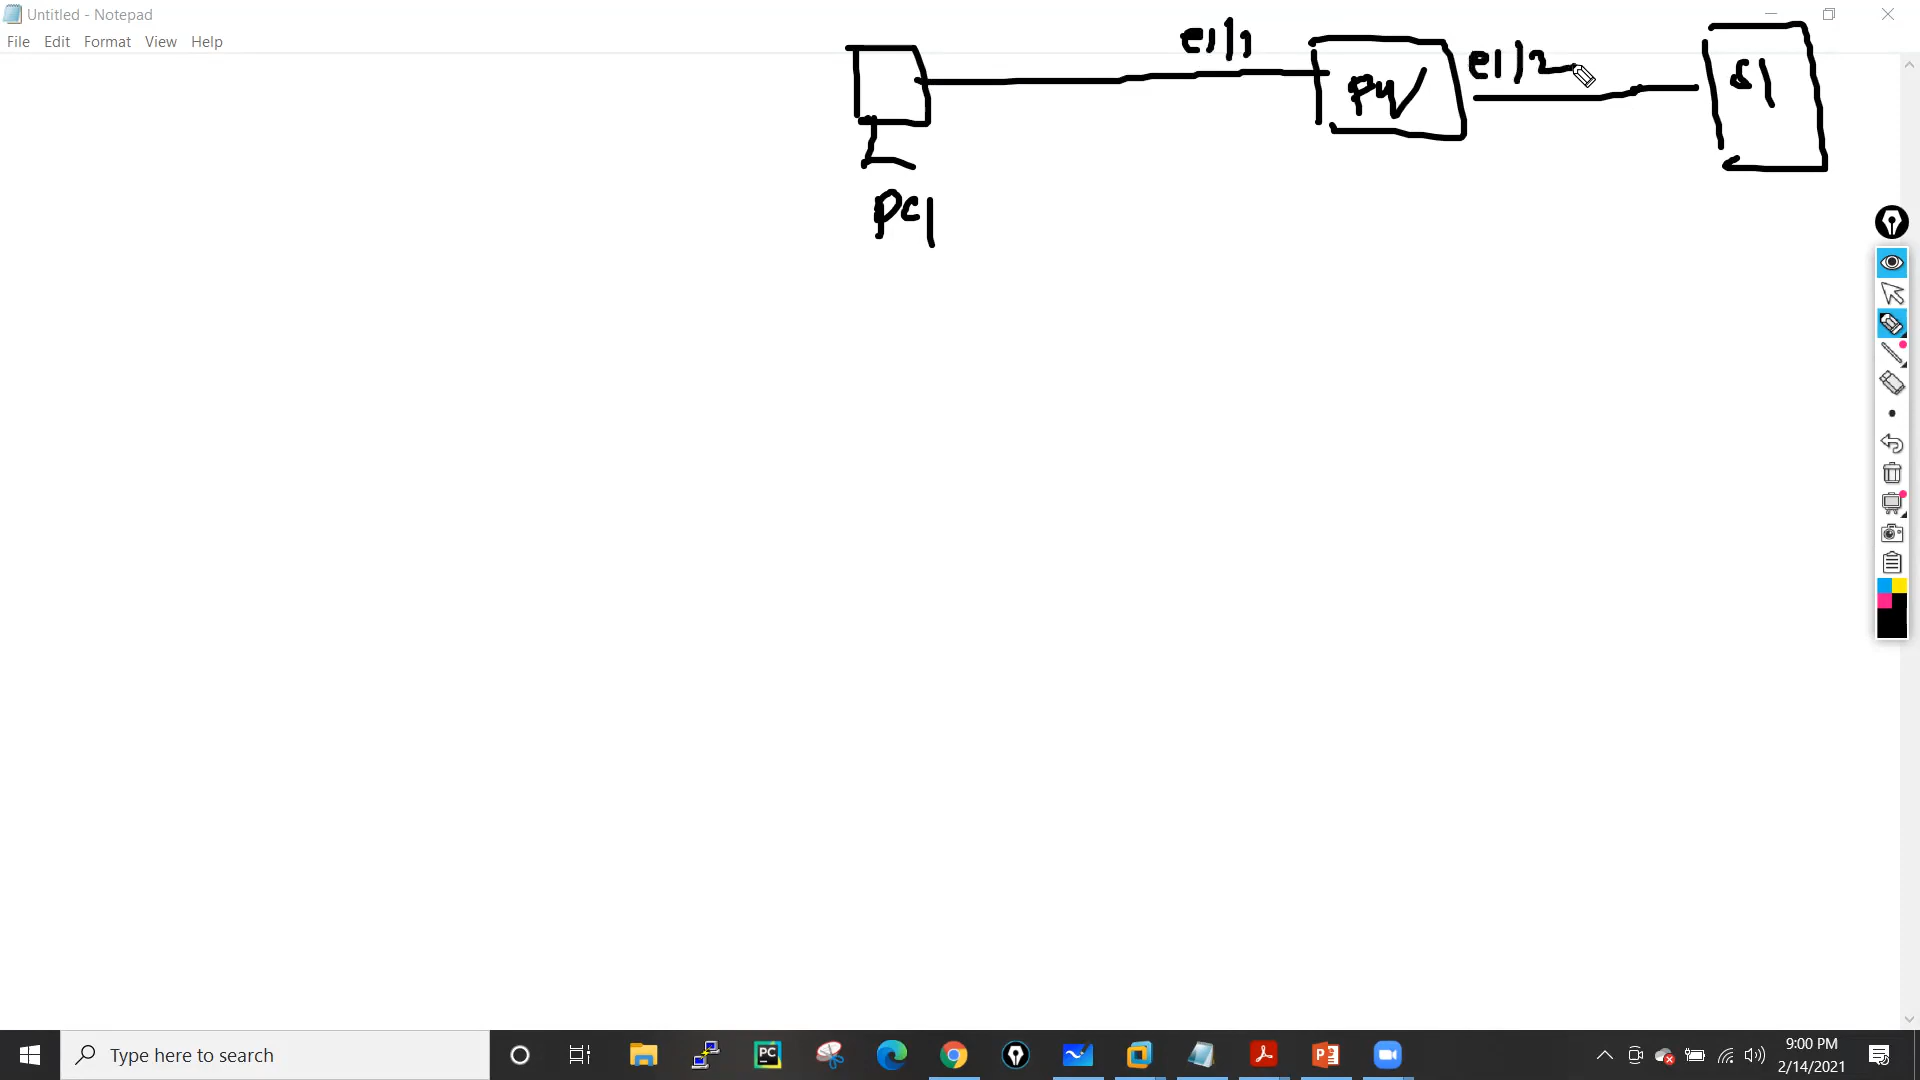 Untitled - Notepad
File Edit Format View Help
e1/1
e1/2
S1
PC1
PC
Type here to search
9:00 PM
2/14/2021